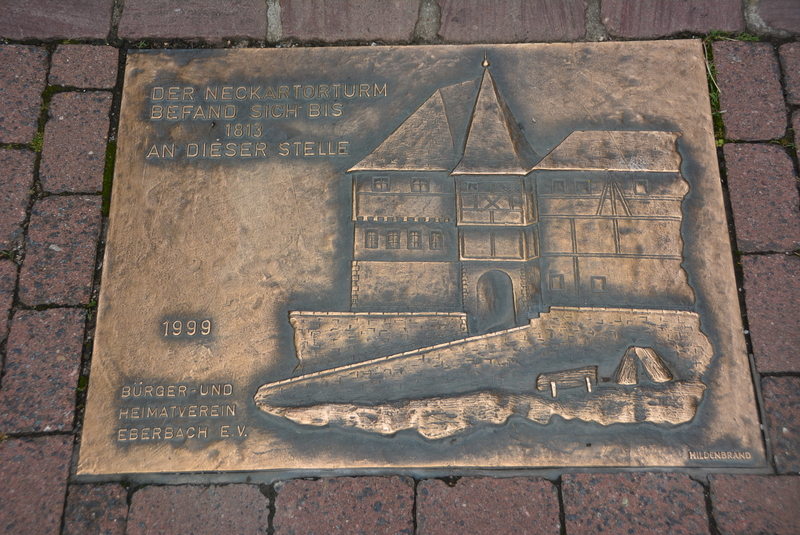 DER NECKARTORTURM
BEFAND SICH BIS
1813
AN DIESER STELLE
1999
BÜRGER-UND
HEIMATVEREIN
EBERBACH E.V.
HILDENBRAND